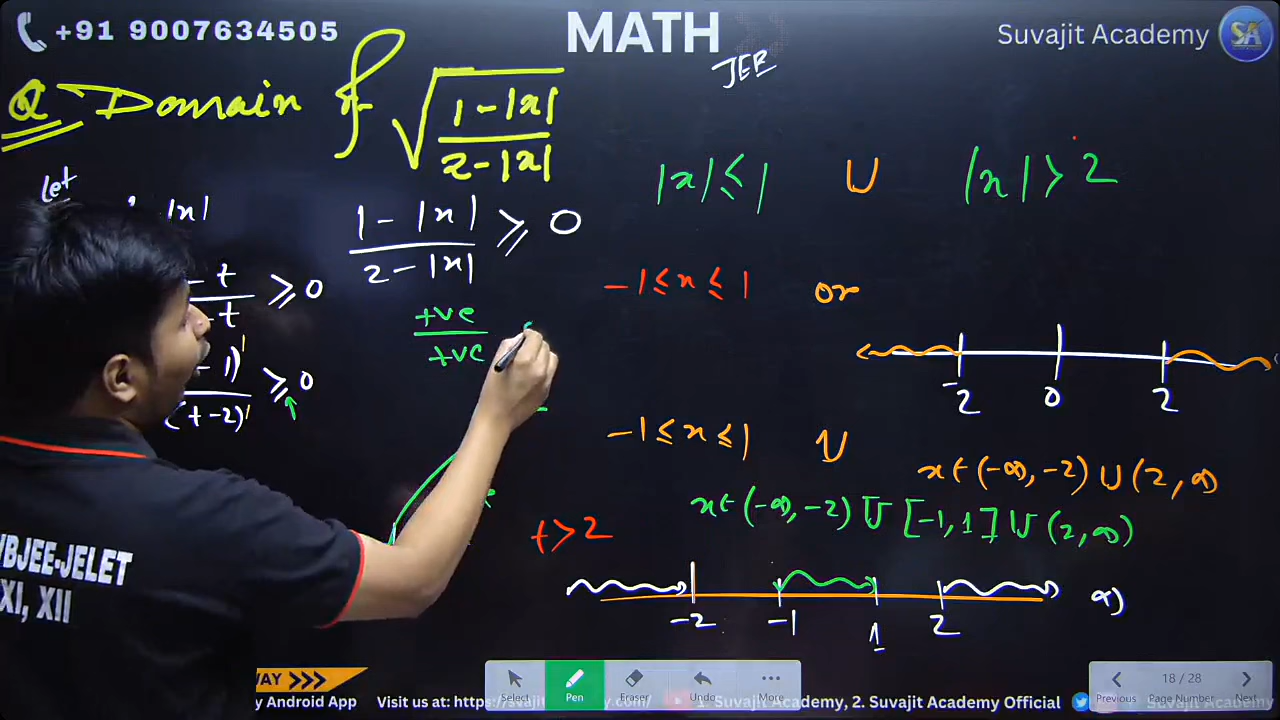 +91 9007634505
MATH
Suvajit Academy
SA
JER
Q Domain of √((1-|x|)/(2-|x|))
let
|x|
-t ≥ 0
-t
-1)
(t-2)
≥ 0
1-|x|
2-|x|
≥ 0
+ve
+ve
t>2
|x| ≤ 1 ∪ |x| > 2
-1 ≤ x ≤ 1 or
-2 0 2
-1 ≤ x ≤ 1 ∪
x ∈ (-∞, -2) ∪ (2, ∞
x ∈ (-∞, -2) ∪ [-1, 1] ∪ (2, ∞)
-2 -1 1 2
BJEE-JELET
XI, XII
WAY
y Android App
Visit us at: https://
Suvajit Academy, 2. Suvajit Academy Official
Select
Pen
Eraser
Undo
More
Previous
18 / 28
Page Number
Next